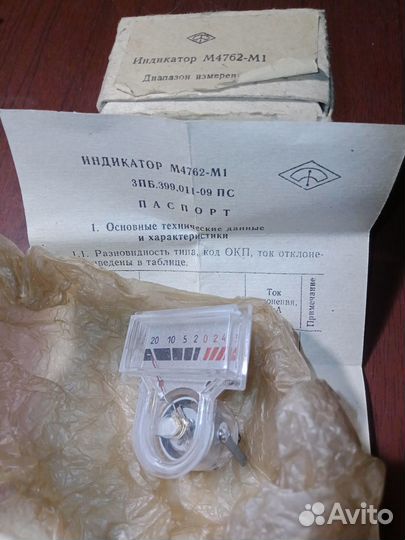 Индикатор М4762-М1
Диапазон измерен
ИНДИКАТОР М4762-М1
3ПБ.399.011-09 ПС
ПАСПОРТ
1. Основные технические данные
и характеристики
1.1. Разновидность типа, код ОКП, ток отклоне-
ведены в таблице.
Ток
Примечание
20 10 5 2 0 2 4
Avito